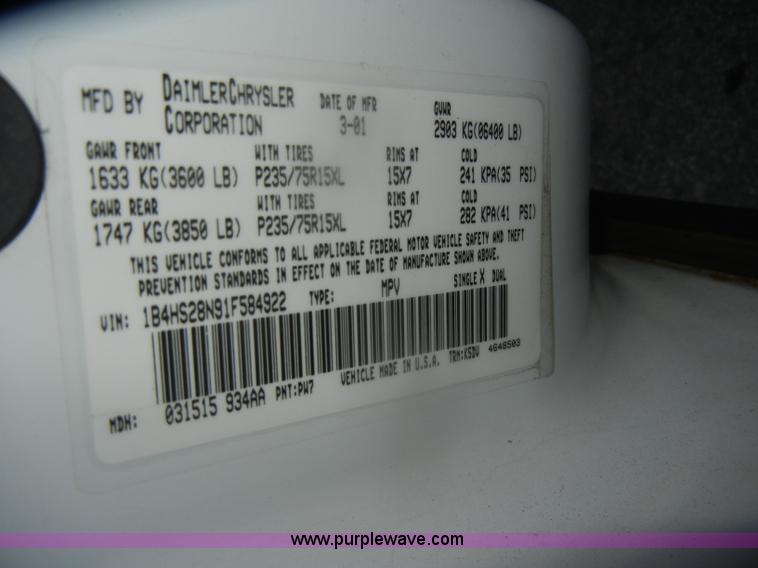 MFD BY DAIMLERCHRYSLER CORPORATION DATE OF MFR 3-01 GVWR 2903 KG(06400 LB)
GAWR FRONT WITH TIRES RIMS AT COLD
1633 KG(3600 LB) P235/75R15XL 15X7 241 KPA(35 PSI)
GAWR REAR WITH TIRES RIMS AT COLD
1747 KG(3850 LB) P235/75R15XL 15X7 282 KPA(41 PSI)
THIS VEHICLE CONFORMS TO ALL APPLICABLE FEDERAL MOTOR VEHICLE SAFETY AND THEFT
PREVENTION STANDARDS IN EFFECT ON THE DATE OF MANUFACTURE SHOWN ABOVE.
VIN: 1B4HS28N91F584922 TYPE: MPV SINGLE X DUAL
MDH: 031515 934AA PNT:PW7 VEHICLE MADE IN U.S.A. TRM:K5DV 4648503
www.purplewave.com